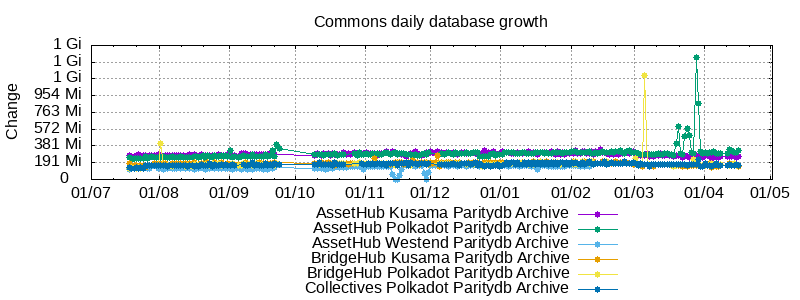 Commons daily database growth
Change
1 Gi
1 Gi
1 Gi
954 Mi
763 Mi
572 Mi
381 Mi
191 Mi
0
01/07 01/08 01/09 01/10 01/11 01/12 01/01 01/02 01/03 01/04 01/05
AssetHub Kusama Paritydb Archive
AssetHub Polkadot Paritydb Archive
AssetHub Westend Paritydb Archive
BridgeHub Kusama Paritydb Archive
BridgeHub Polkadot Paritydb Archive
Collectives Polkadot Paritydb Archive